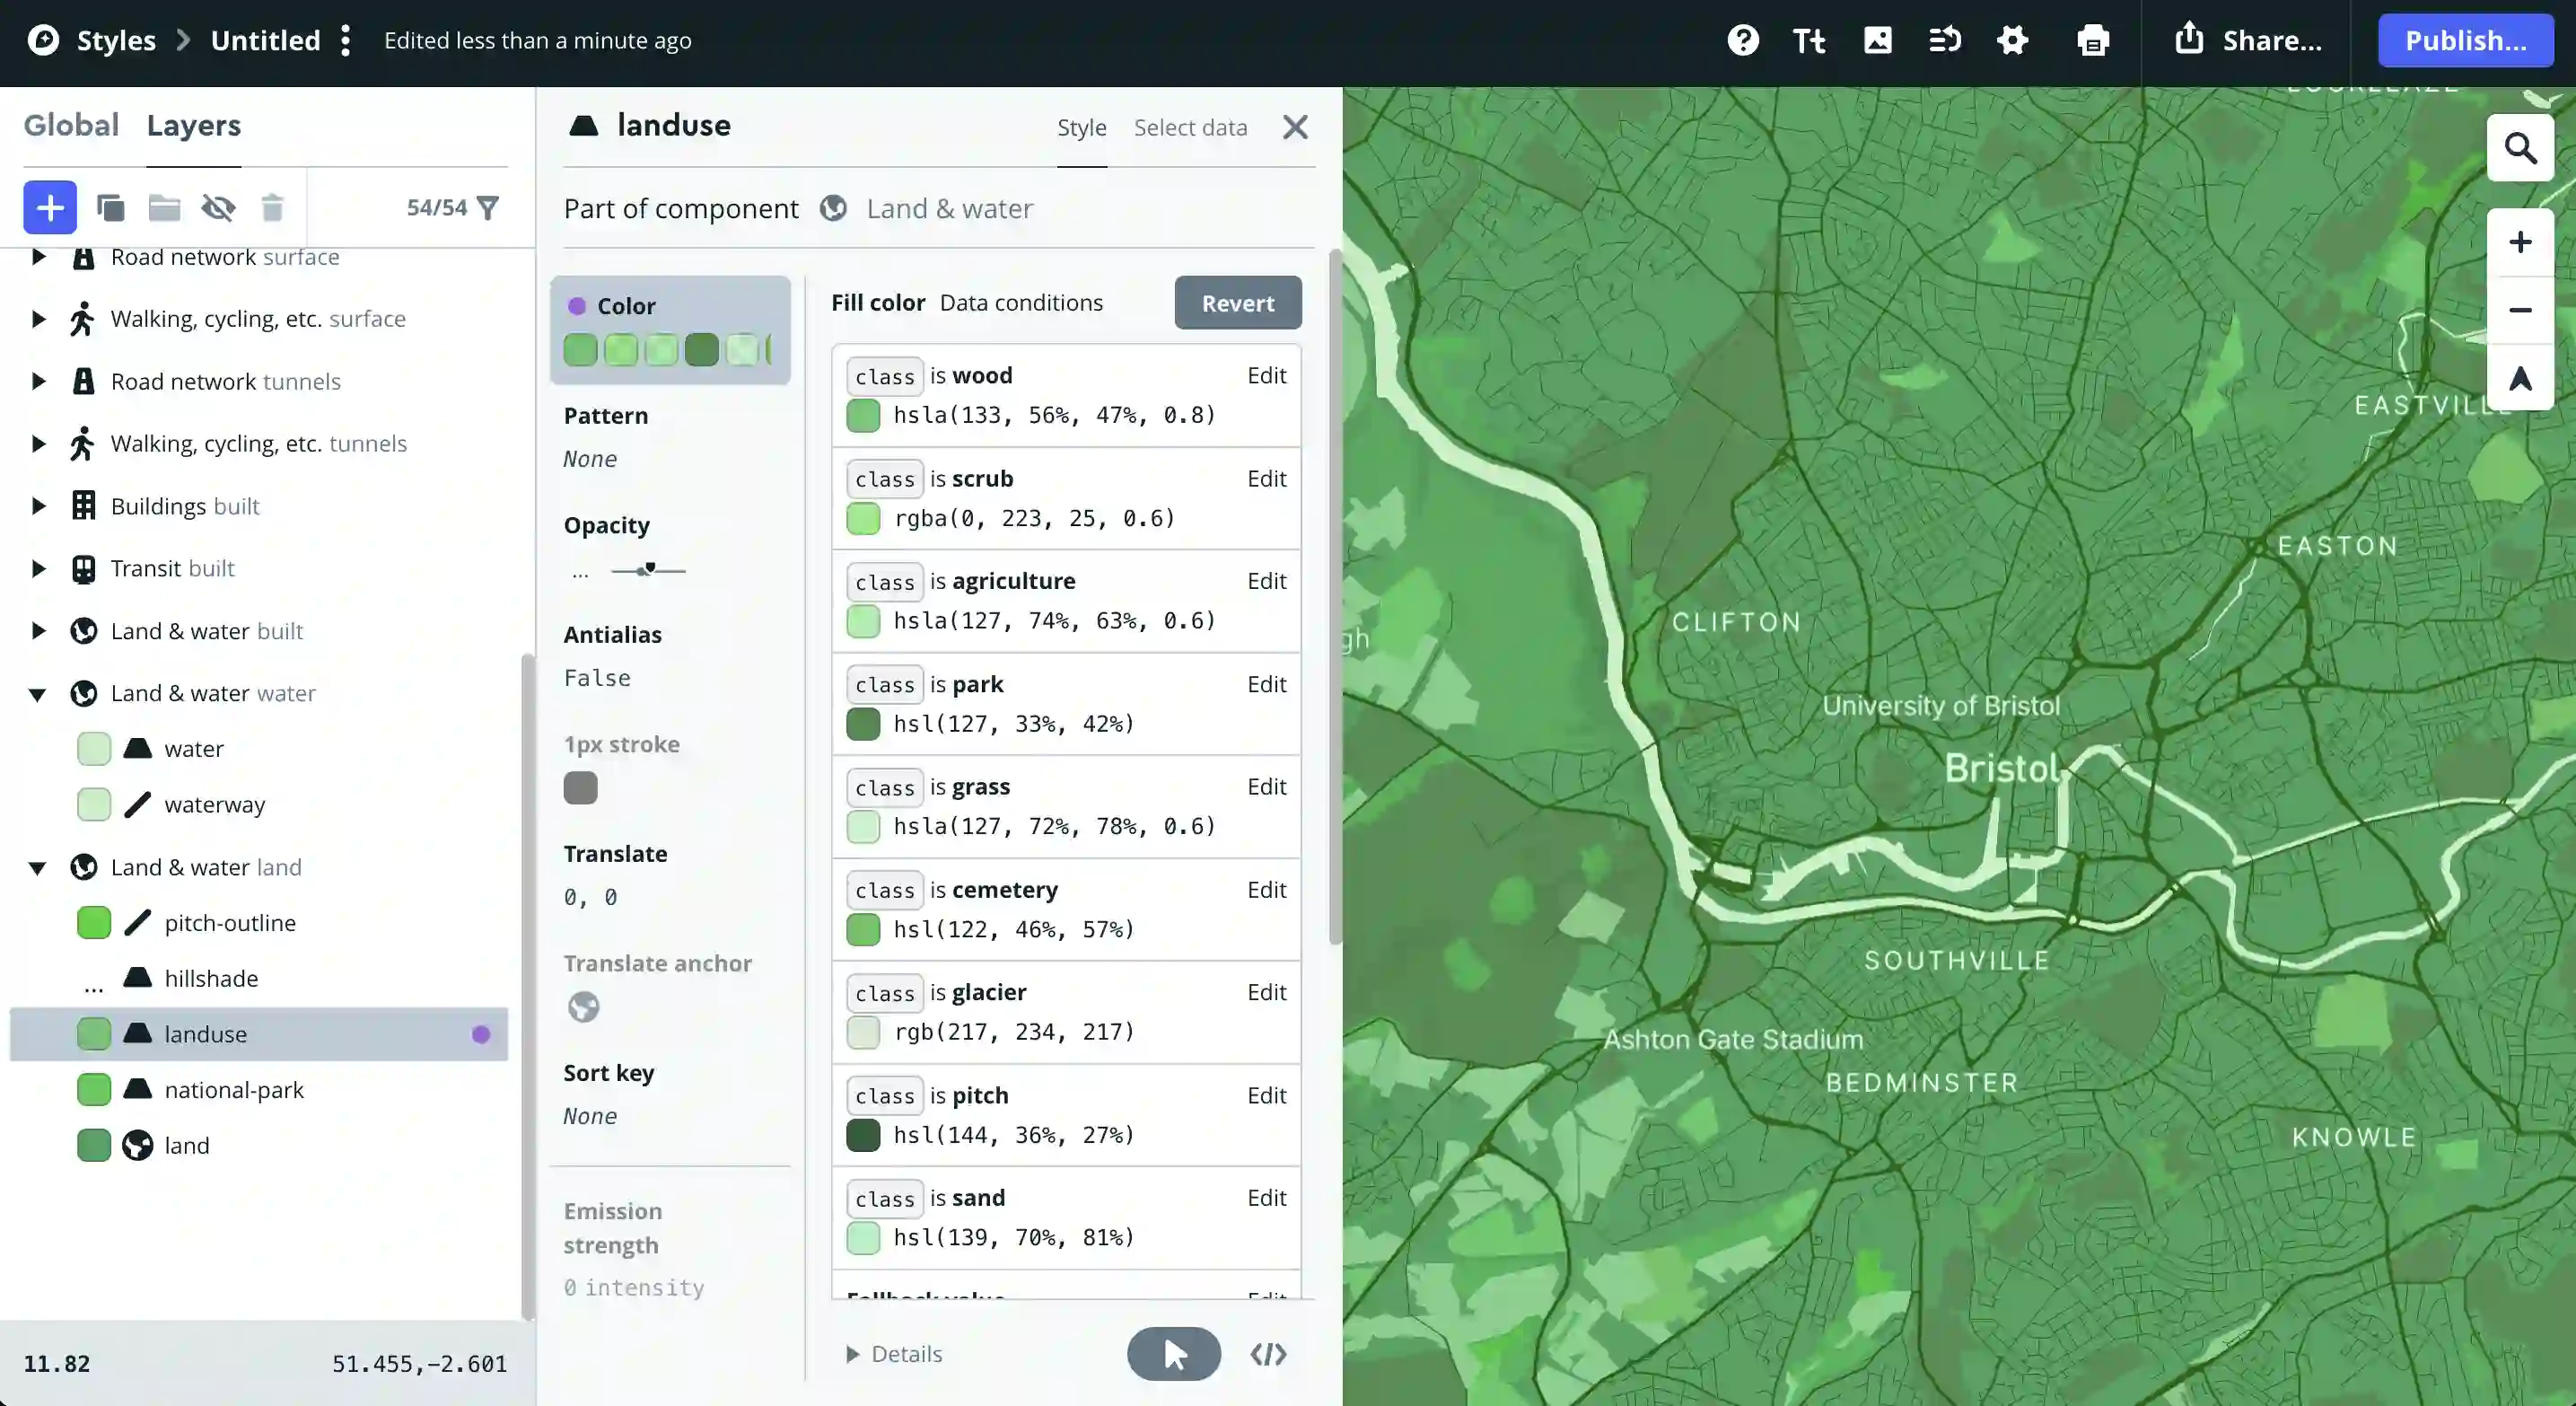 Styles Untitled Edited less than a minute ago Tt Share... Publish...
Global Layers
54/54
Road network surface
Walking, cycling, etc. surface
Road network tunnels
Walking, cycling, etc. tunnels
Buildings built
Transit built
Land & water built
Land & water water
water
waterway
Land & water land
pitch-outline
... hillshade
landuse
national-park
land
11.82 51.455,-2.601
landuse Style Select data
Part of component Land & water
Color
Pattern
None
Opacity
...
Antialias
False
1px stroke
Translate
0, 0
Translate anchor
Sort key
None
Emission
strength
0 intensity
Fill color Data conditions Revert
class is wood Edit
hsla(133, 56%, 47%, 0.8)
class is scrub Edit
rgba(0, 223, 25, 0.6)
class is agriculture Edit
hsla(127, 74%, 63%, 0.6)
class is park Edit
hsl(127, 33%, 42%)
class is grass Edit
hsla(127, 72%, 78%, 0.6)
class is cemetery Edit
hsl(122, 46%, 57%)
class is glacier Edit
rgb(217, 234, 217)
class is pitch Edit
hsl(144, 36%, 27%)
class is sand Edit
hsl(139, 70%, 81%)
Fallback value Edit
Details </>
EASTVILLE
EASTON
CLIFTON
gh
University of Bristol
Bristol
SOUTHVILLE
Ashton Gate Stadium
BEDMINSTER
KNOWLE